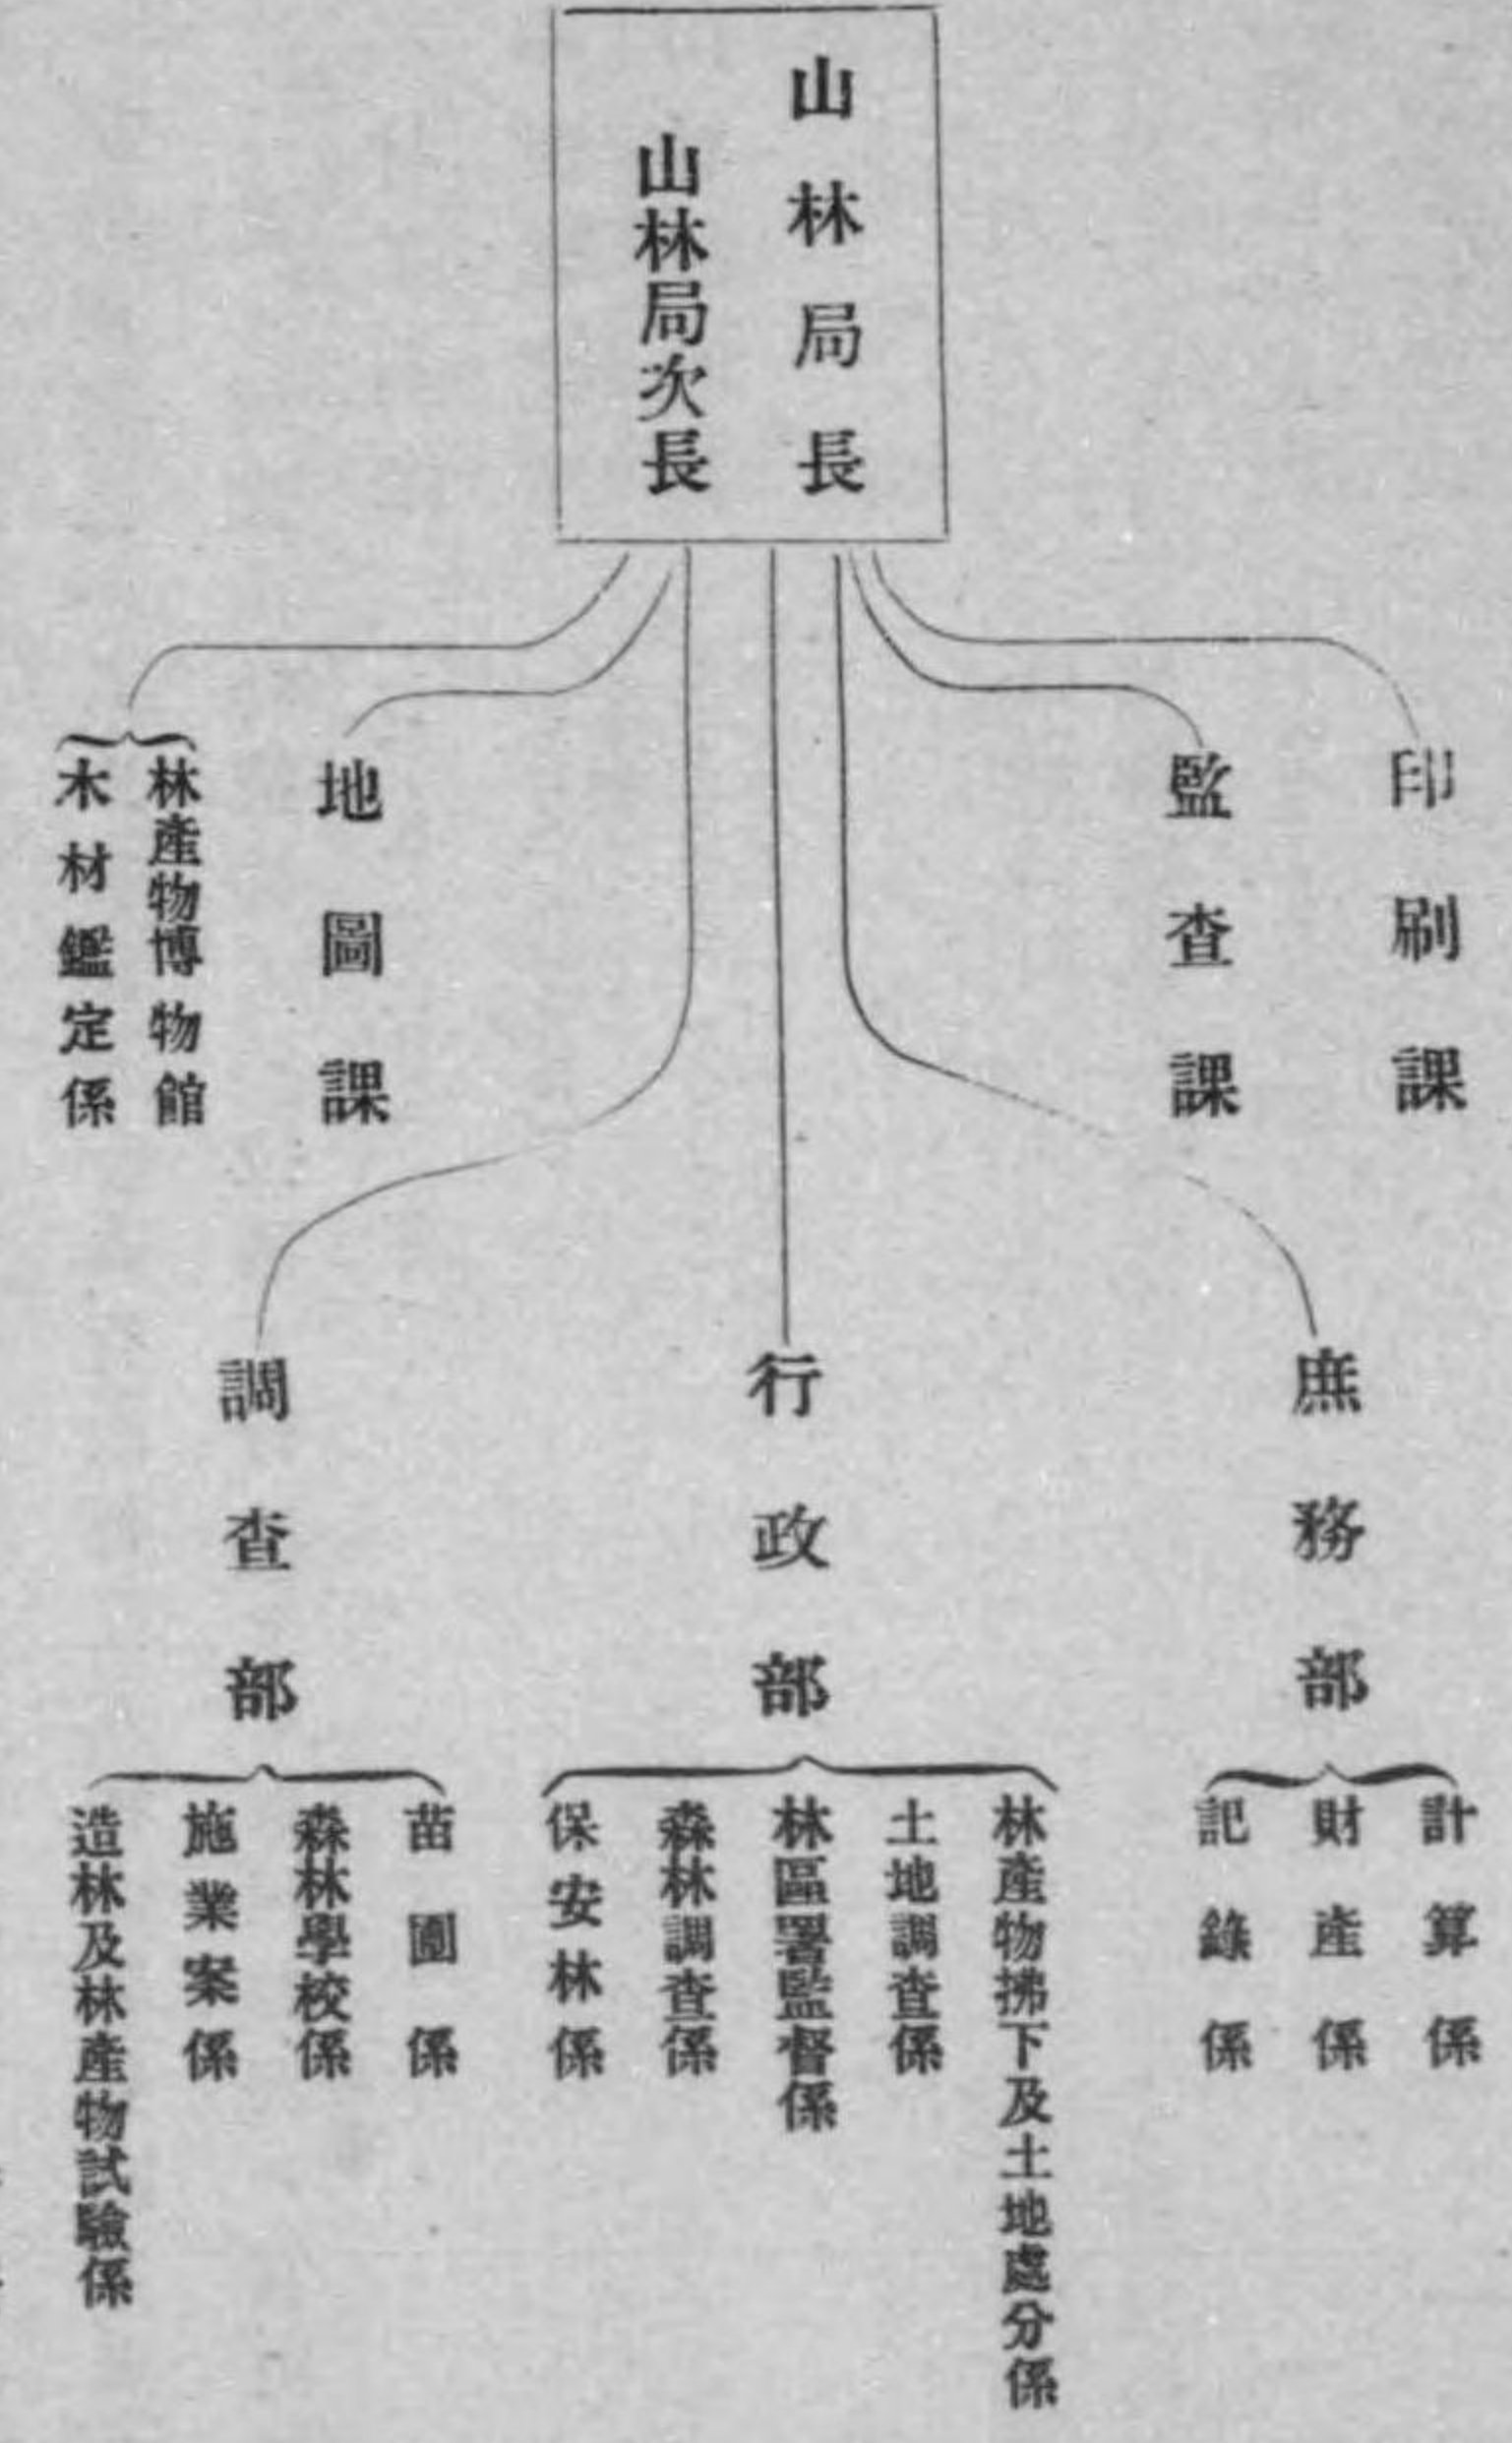 山林局長
山林局次長
印刷課
監査課
地圖課
林產物博物館
木材鑑定係
庶務部
計算係
財產係
記錄係
行政部
林產物拂下及土地處分係
土地調查係
林區署監督係
森林調查係
保安林係
調查部
苗圃係
森林學校係
施業案係
造林及林產物試驗係